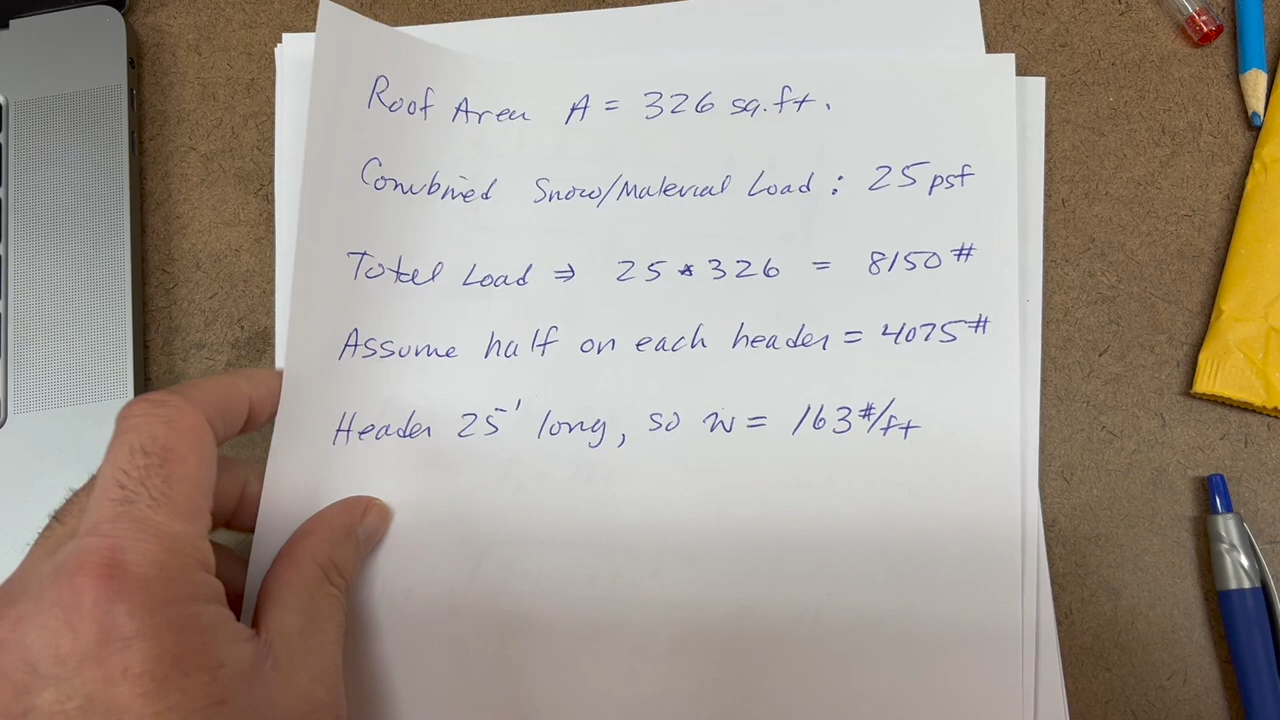 Roof Area A = 326 sq.ft.
Combined Snow/Material Load : 25 psf
Total Load ⇒ 25 * 326 = 8150 #
Assume half on each header = 4075 #
Header 25' long, so w = 163 #/ft